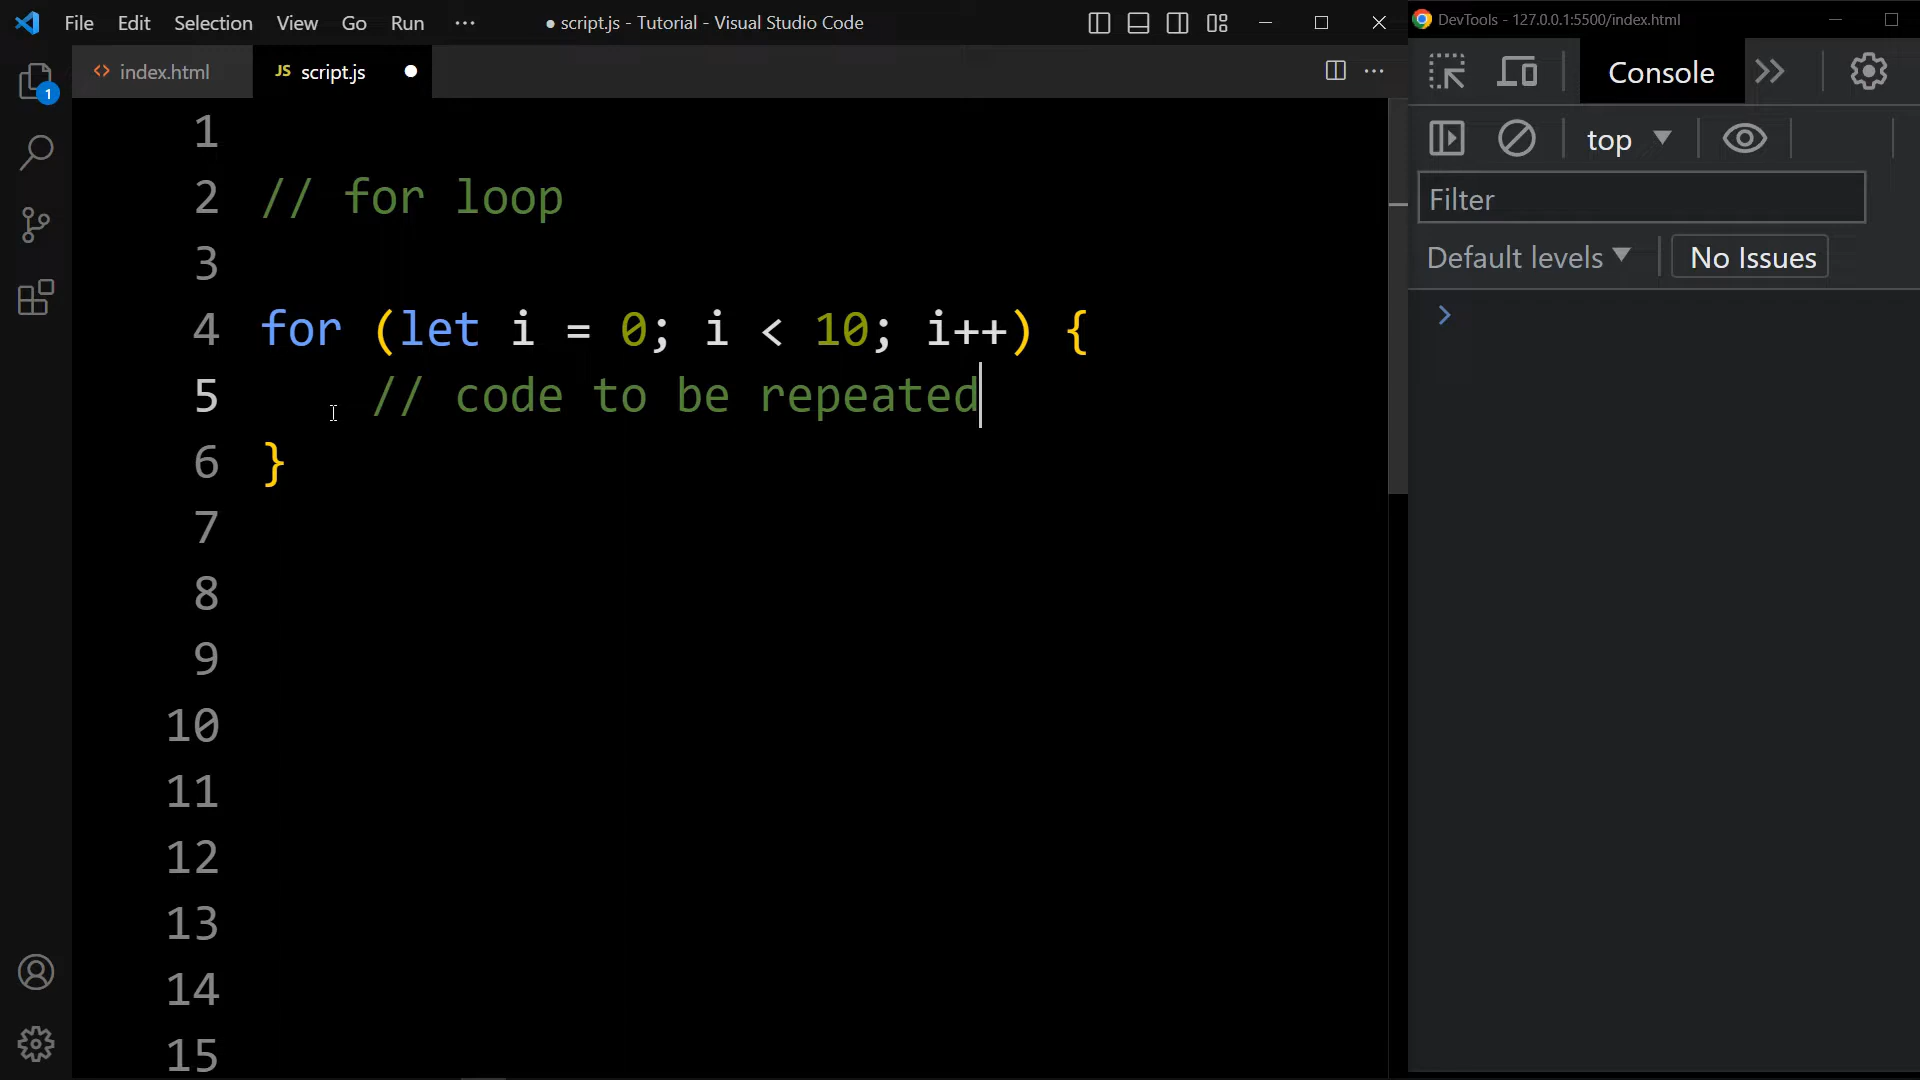 File Edit Selection View Go Run ··· ● script.js - Tutorial - Visual Studio Code
DevTools - 127.0.0.1:5500/index.html
<> index.html JS script.js ●
Console
top
Filter
Default levels No Issues
1
1
2 // for loop
3
4 for (let i = 0; i < 10; i++) {
5 // code to be repeated
6 }
7
8
9
10
11
12
13
14
15